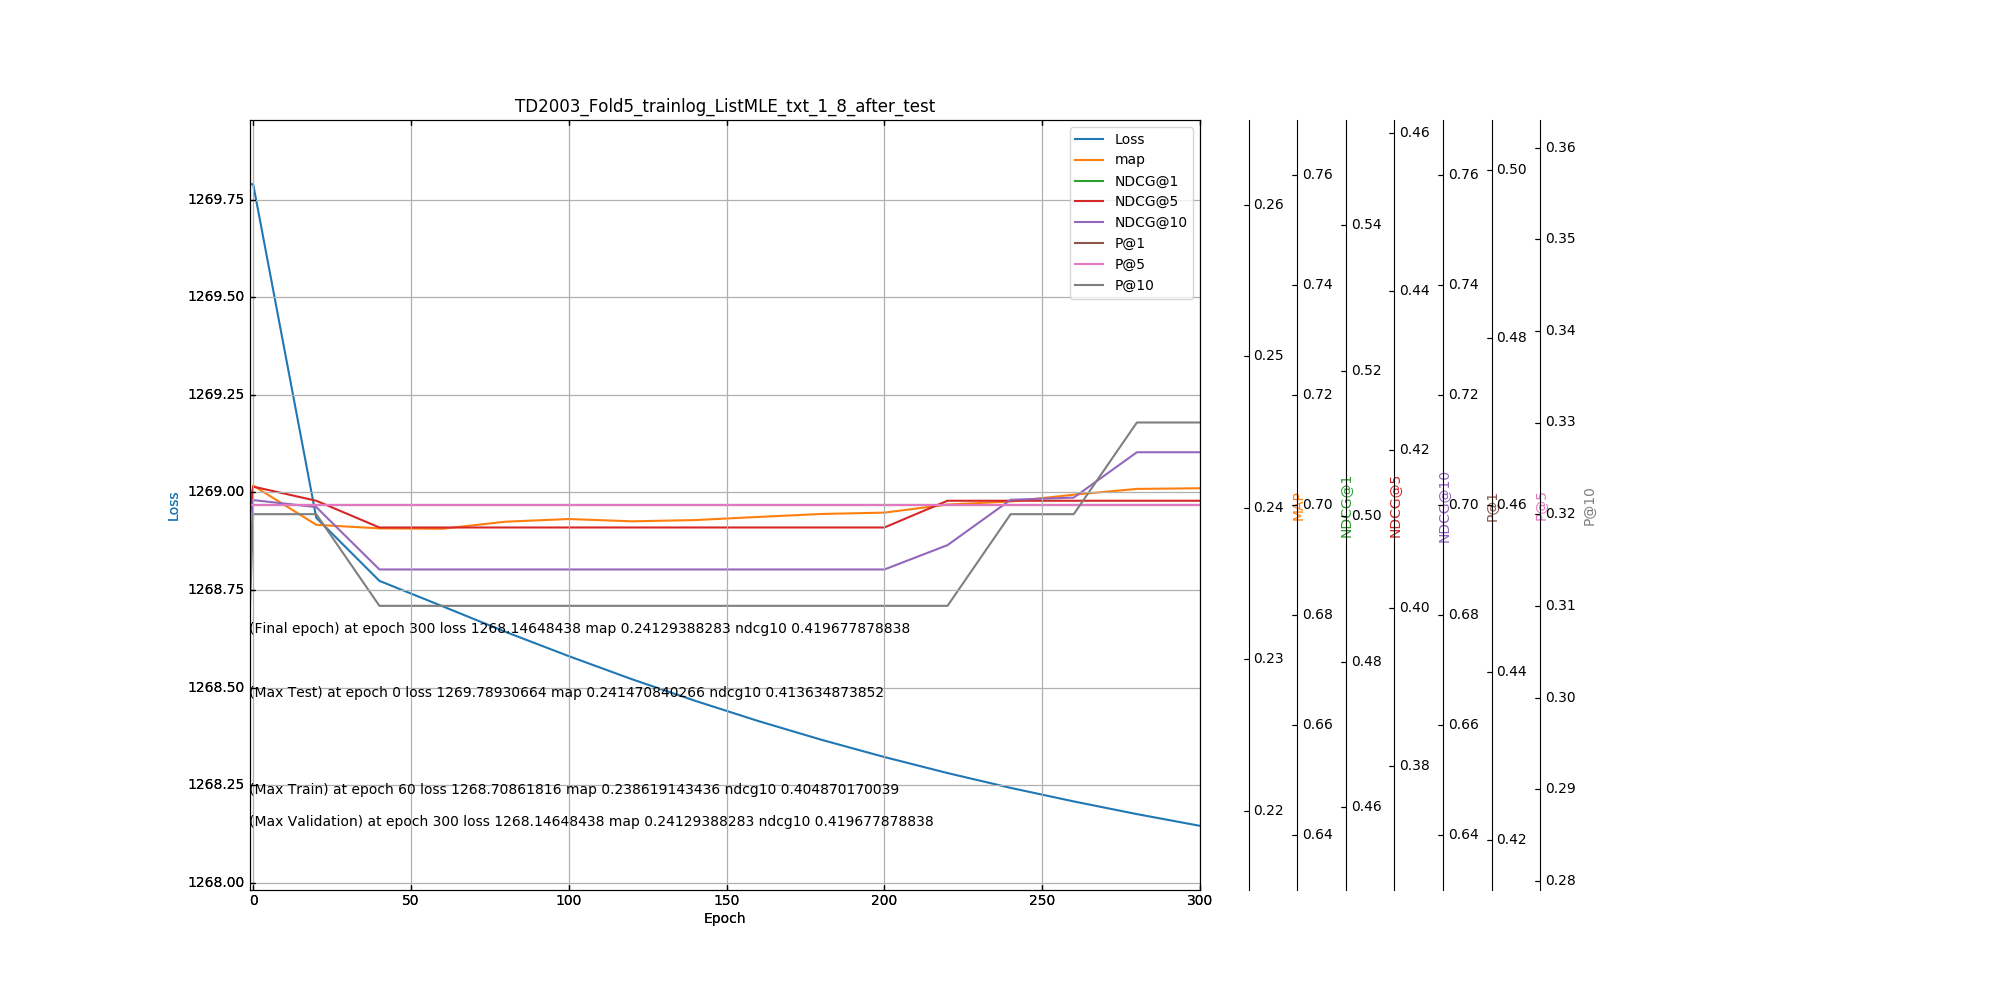 TD2003_Fold5_trainlog_ListMLE_txt_1_8_after_test
Loss
map
NDCG@1
NDCG@5
NDCG@10
P@1
P@5
P@10
1269.75
1269.50
1269.25
1269.00
1268.75
1268.50
1268.25
1268.00
Loss
(Final epoch) at epoch 300 loss 1268.14648438 map 0.24129388283 ndcg10 0.419677878838
(Max Test) at epoch 0 loss 1269.78930664 map 0.241470840266 ndcg10 0.413634873852
(Max Train) at epoch 60 loss 1268.70861816 map 0.238619143436 ndcg10 0.404870170039
(Max Validation) at epoch 300 loss 1268.14648438 map 0.24129388283 ndcg10 0.419677878838
0 50 100 150 200 250 300
Epoch
0.26
0.25
0.24
0.23
0.22
MAP
0.76
0.74
0.72
0.70
0.68
0.66
0.64
NDCG@1
0.54
0.52
0.50
0.48
0.46
NDCG@5
0.46
0.44
0.42
0.40
0.38
NDCG@10
0.76
0.74
0.72
0.70
0.68
0.66
0.64
P@1
0.50
0.48
0.46
0.44
0.42
P@5
0.36
0.35
0.34
0.33
0.32
0.31
0.30
0.29
0.28
P@10